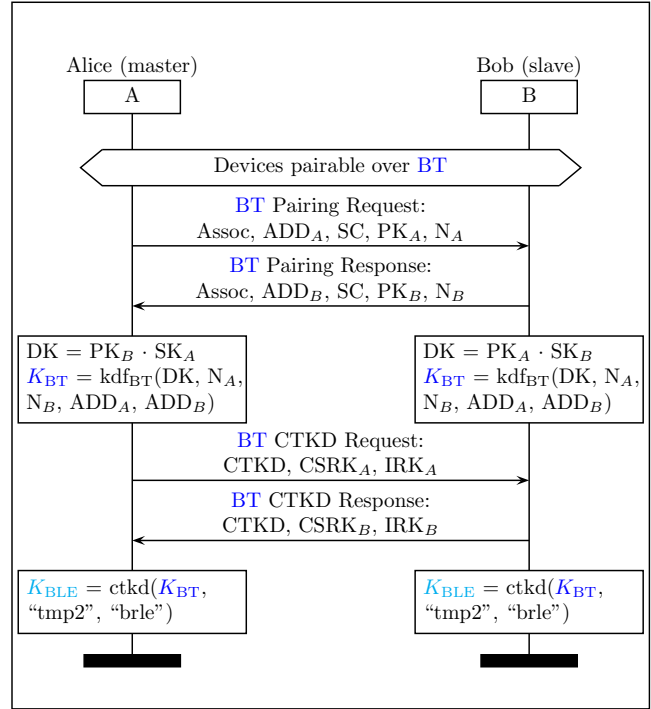 Alice (master)
Bob (slave)
A
B
Devices pairable over BT
BT Pairing Request:
Assoc, ADD_A, SC, PK_A, N_A
BT Pairing Response:
Assoc, ADD_B, SC, PK_B, N_B
DK = PK_B · SK_A
K_BT = kdf_BT(DK, N_A,
N_B, ADD_A, ADD_B)
DK = PK_A · SK_B
K_BT = kdf_BT(DK, N_A,
N_B, ADD_A, ADD_B)
BT CTKD Request:
CTKD, CSRK_A, IRK_A
BT CTKD Response:
CTKD, CSRK_B, IRK_B
K_BLE = ctkd(K_BT,
“tmp2”, “brle”)
K_BLE = ctkd(K_BT,
“tmp2”, “brle”)